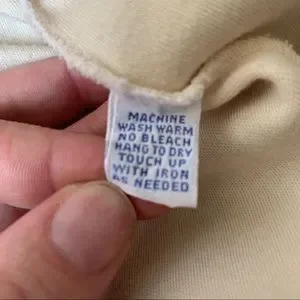 MACHINE
WASH WARM
NO BLEACH
HANG TO DRY
TOUCH UP
WITH IRON
AS NEEDED